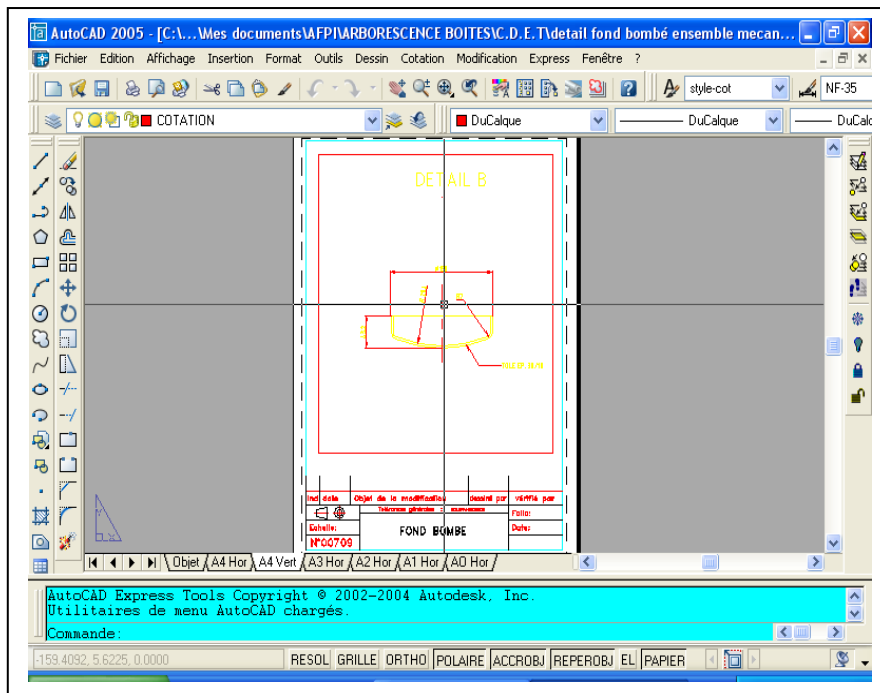 AutoCAD 2005 - [C:\...\Mes documents\AFPI\ARBORESCENCE BOITES\C.D.E.T\detail fond bombé ensemble mecan...
Fichier Edition Affichage Insertion Format Outils Dessin Cotation Modification Express Fenêtre ?
style-cot NF-35
COTATION DuCalque DuCalque DuCalq
DETAIL B
Ind date Objet de la modification dessiné par vérifié par
Tolérances générales :
Folio:
Echelle: FOND BOMBE Date:
N°00709
Objet A4 Hor A4 Vert A3 Hor A2 Hor A1 Hor A0 Hor
AutoCAD Express Tools Copyright © 2002-2004 Autodesk, Inc.
Utilitaires de menu AutoCAD chargés.
Commande:
-159.4092, 5.6225, 0.0000 RESOL GRILLE ORTHO POLAIRE ACCROBJ REPEROBJ EL PAPIER